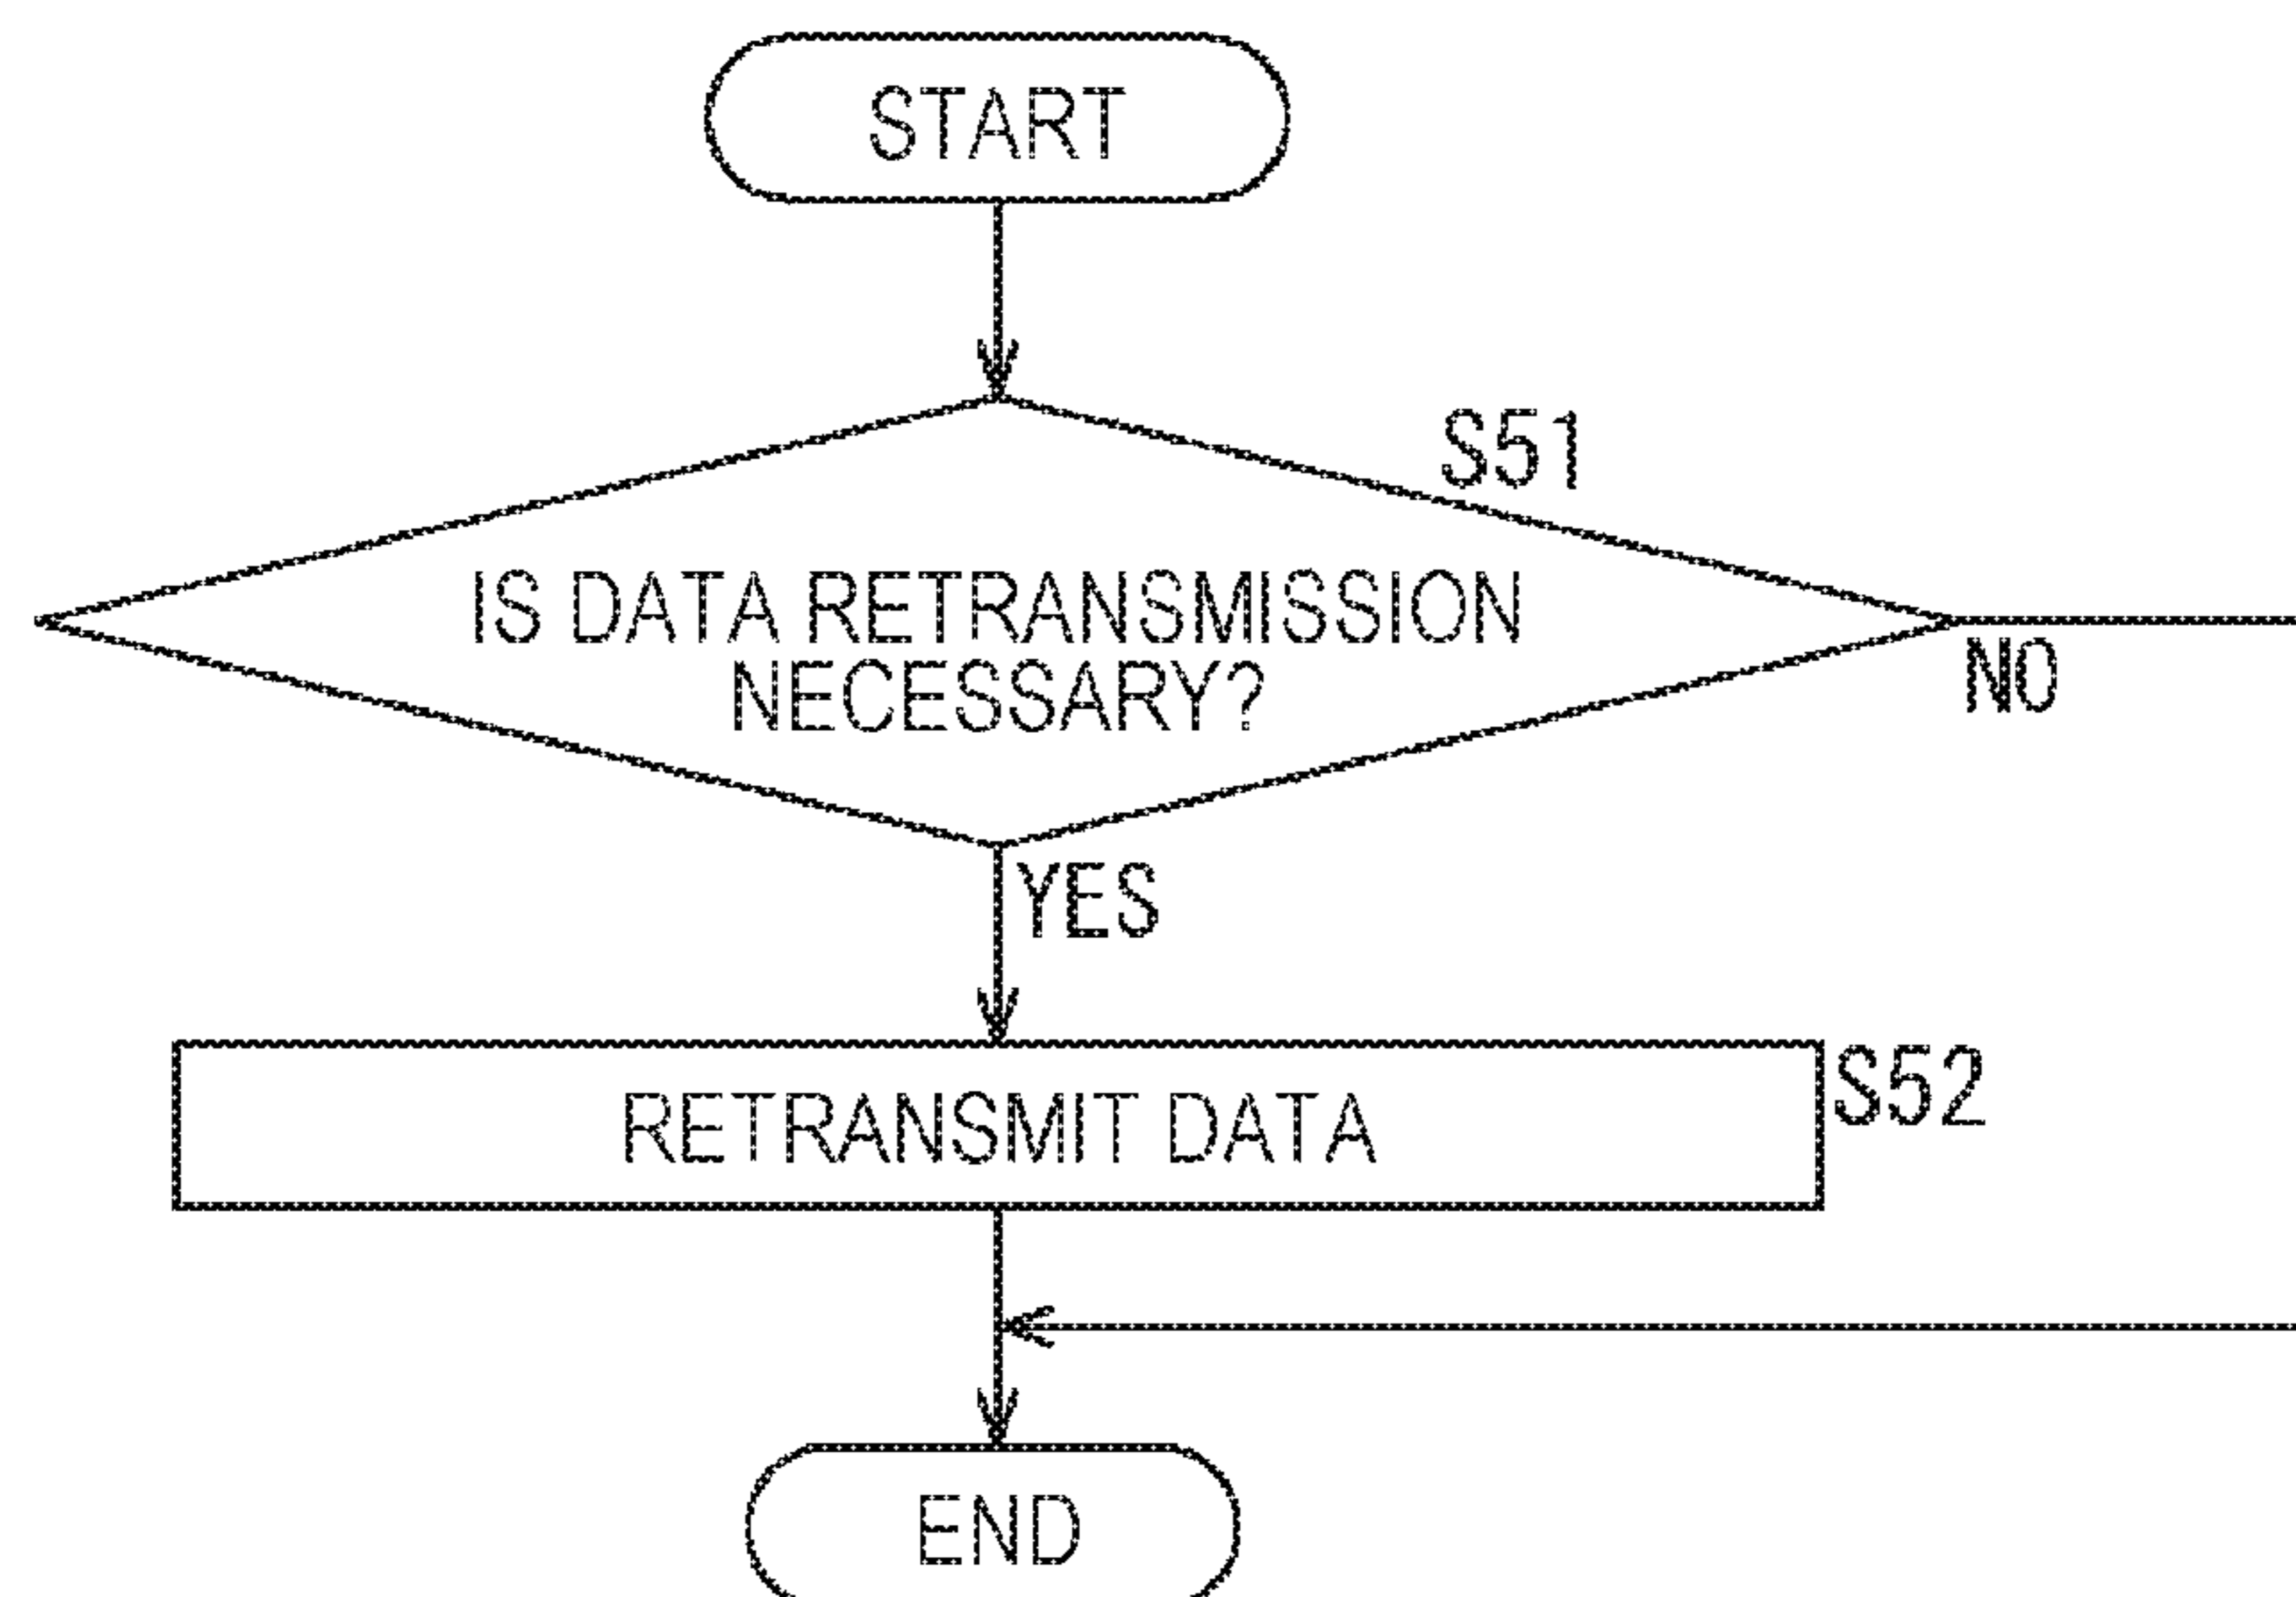 START
S51
IS DATA RETRANSMISSION
NECESSARY?
NO
YES
RETRANSMIT DATA
S52
END